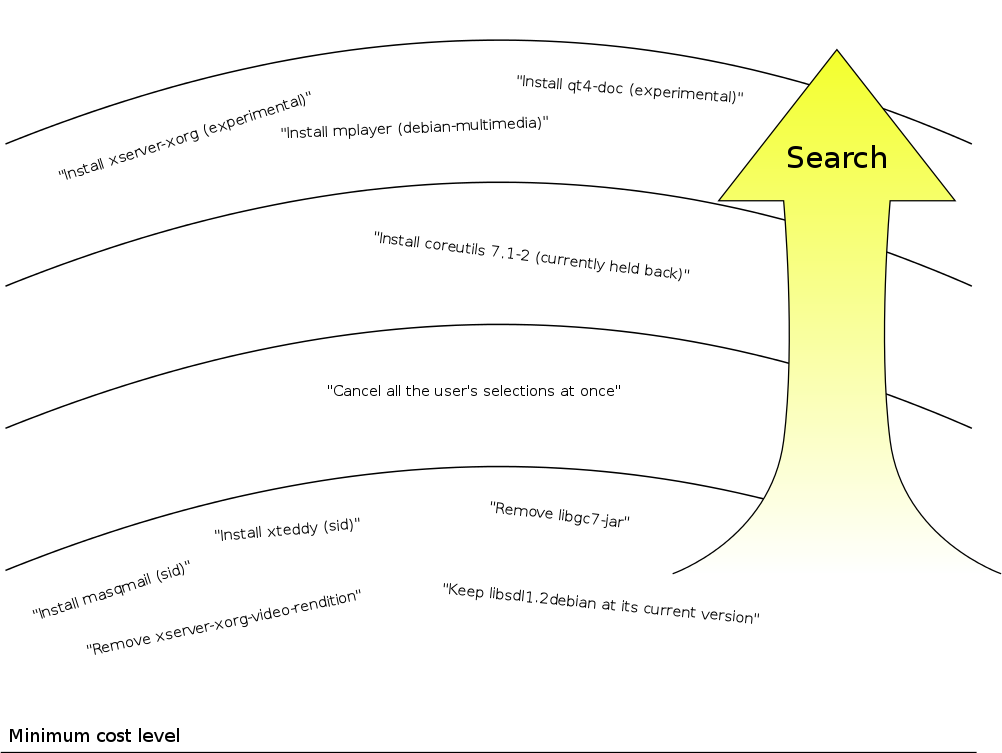 "Install qt4-doc (experimental)"
"Install xserver-xorg (experimental)"
"Install mplayer (debian-multimedia)"
Search
"Install coreutils 7.1-2 (currently held back)"
"Cancel all the user's selections at once"
"Remove libgc7-jar"
"Install xteddy (sid)"
"Install masqmail (sid)"
"Keep libsdl1.2debian at its current version"
"Remove xserver-xorg-video-rendition"
Minimum cost level